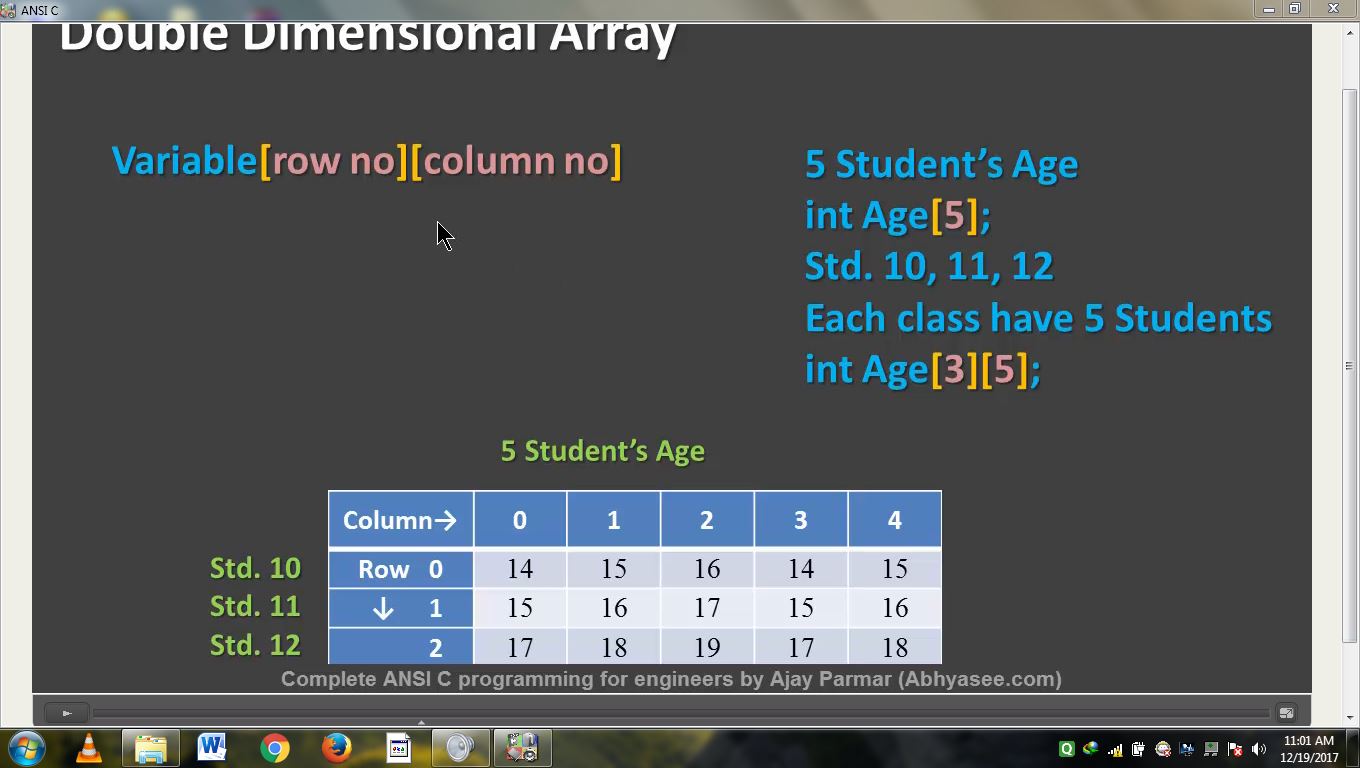 ANSI C
Double Dimensional Array
Variable[row no][column no]
5 Student's Age
int Age[5];
Std. 10, 11, 12
Each class have 5 Students
int Age[3][5];
5 Student's Age
Column→ 0 1 2 3 4
Std. 10 Row 0 14 15 16 14 15
Std. 11 ↓ 1 15 16 17 15 16
Std. 12 2 17 18 19 17 18
Complete ANSI C programming for engineers by Ajay Parmar (Abhyasee.com)
11:01 AM
12/19/2017